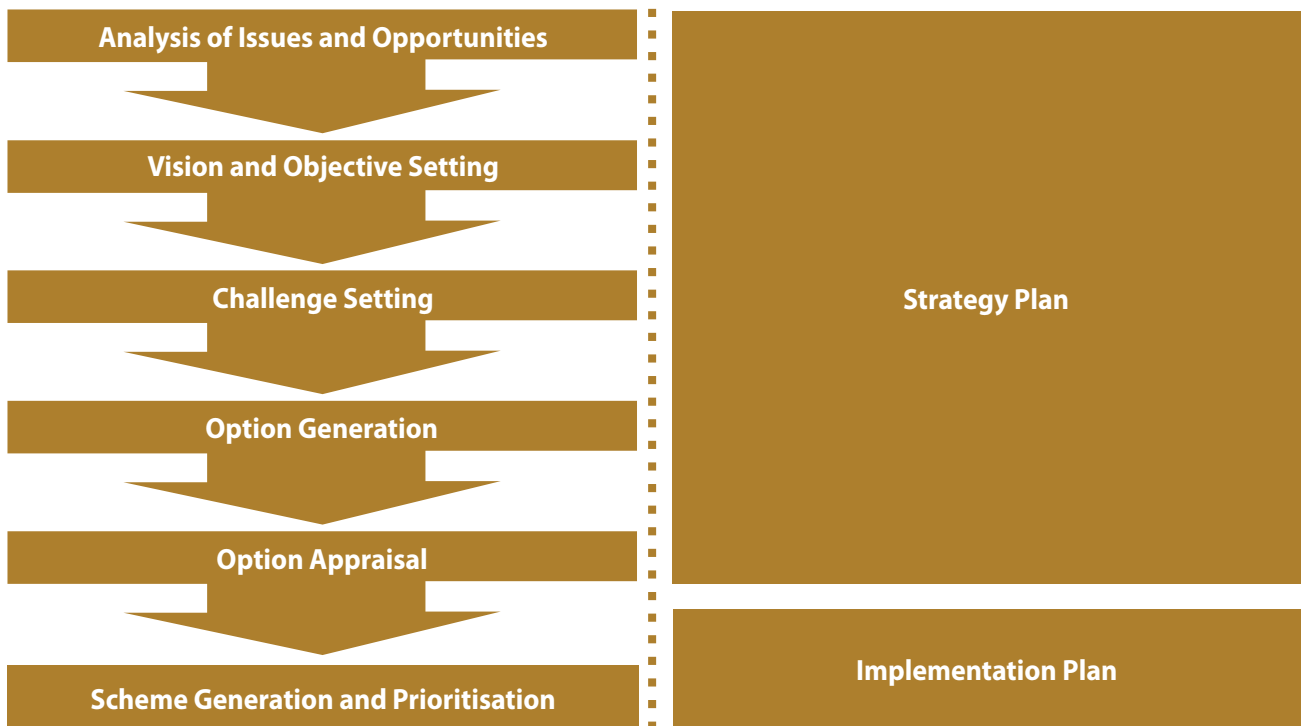 Analysis of Issues and Opportunities
Vision and Objective Setting
Challenge Setting
Option Generation
Option Appraisal
Scheme Generation and Prioritisation
Strategy Plan
Implementation Plan